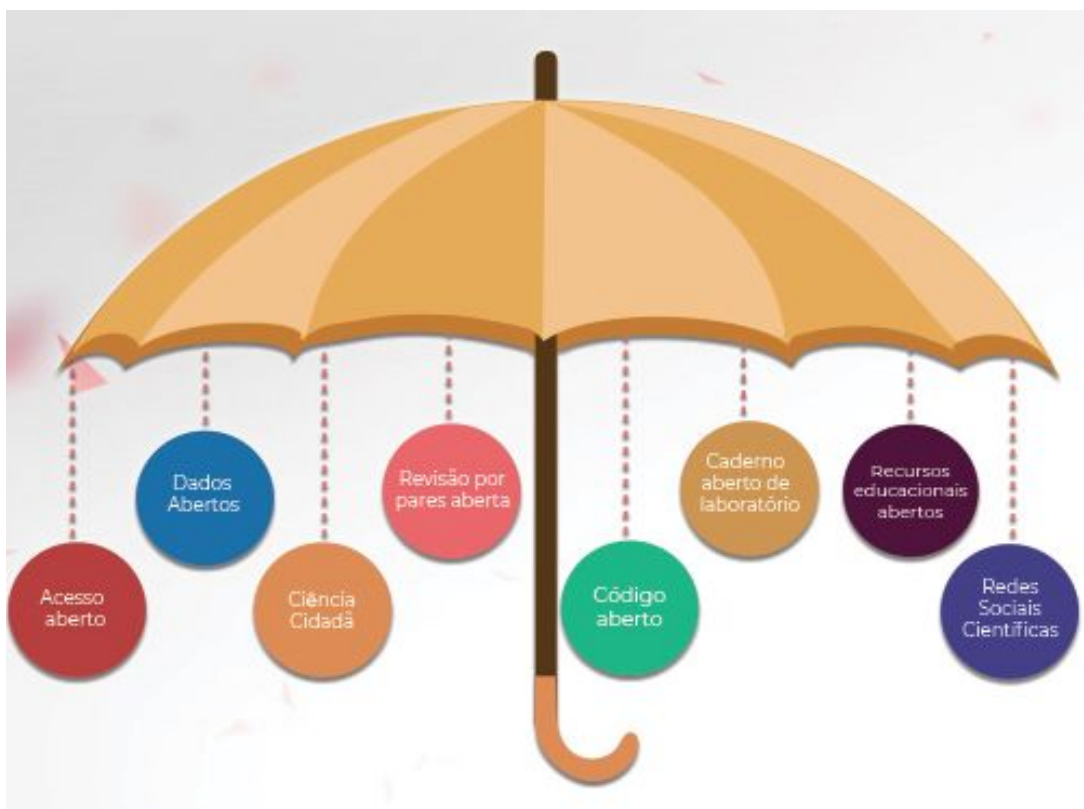 Acesso
aberto
Dados
Abertos
Ciência
Cidadã
Revisão por
pares aberta
Código
aberto
Caderno
aberto de
laboratório
Recursos
educacionais
abertos
Redes
Sociais
Científicas